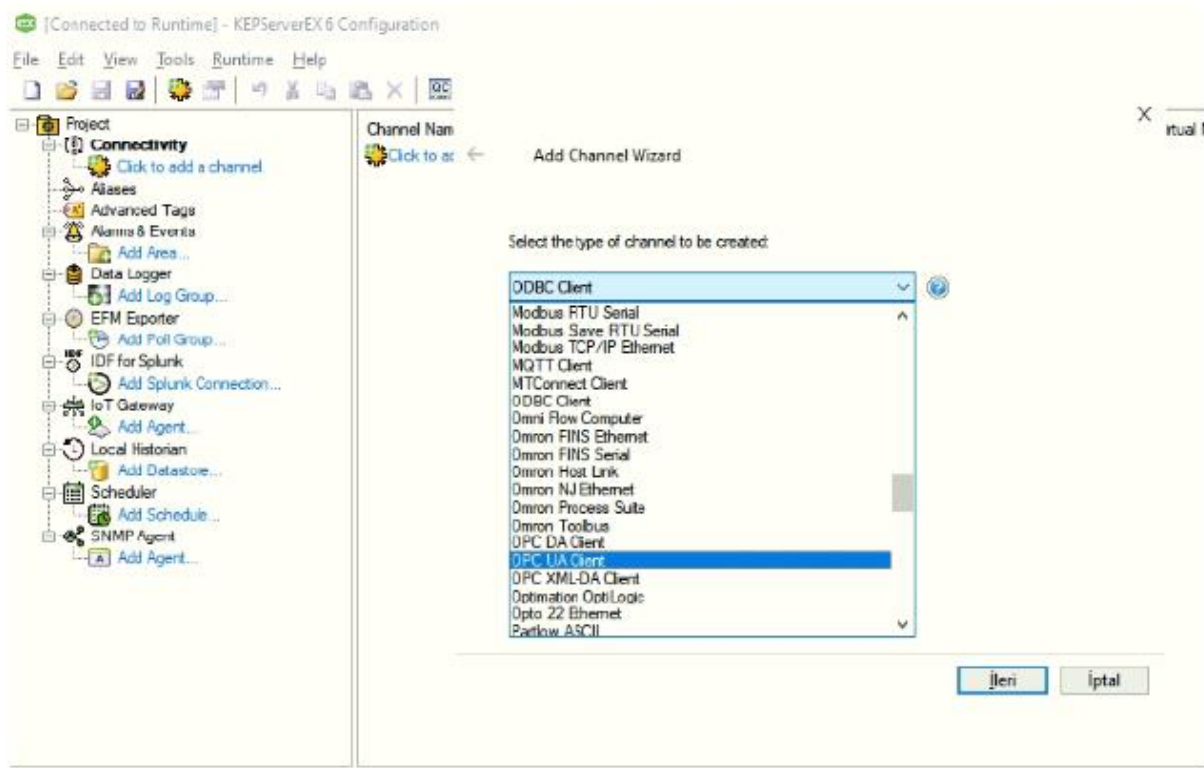 [Connected to Runtime] - KEPServerEX 6 Configuration
File Edit View Tools Runtime Help
Project
Connectivity
Click to add a channel
Aliases
Advanced Tags
Alarms & Events
Add Area...
Data Logger
Add Log Group...
EFM Exporter
Add Poll Group...
IDF for Splunk
Add Splunk Connection...
IoT Gateway
Add Agent...
Local Historian
Add Datastore...
Scheduler
Add Schedule...
SNMP Agent
Add Agent...
Channel Nam
Click to ac
Add Channel Wizard
X
rtual
Select the type of channel to be created:
ODBC Client
Modbus RTU Serial
Modbus Save RTU Serial
Modbus TCP/IP Ethernet
MQTT Client
MTConnect Client
ODBC Client
Omni Flow Computer
Omron FINS Ethernet
Omron FINS Serial
Omron Host Link
Omron NJ Ethernet
Omron Process Suite
Omron Toolbus
OPC DA Client
OPC UA Client
OPC XML-DA Client
Optimation OptiLogic
Opto 22 Ethernet
Partlow ASCII
İleri
İptal